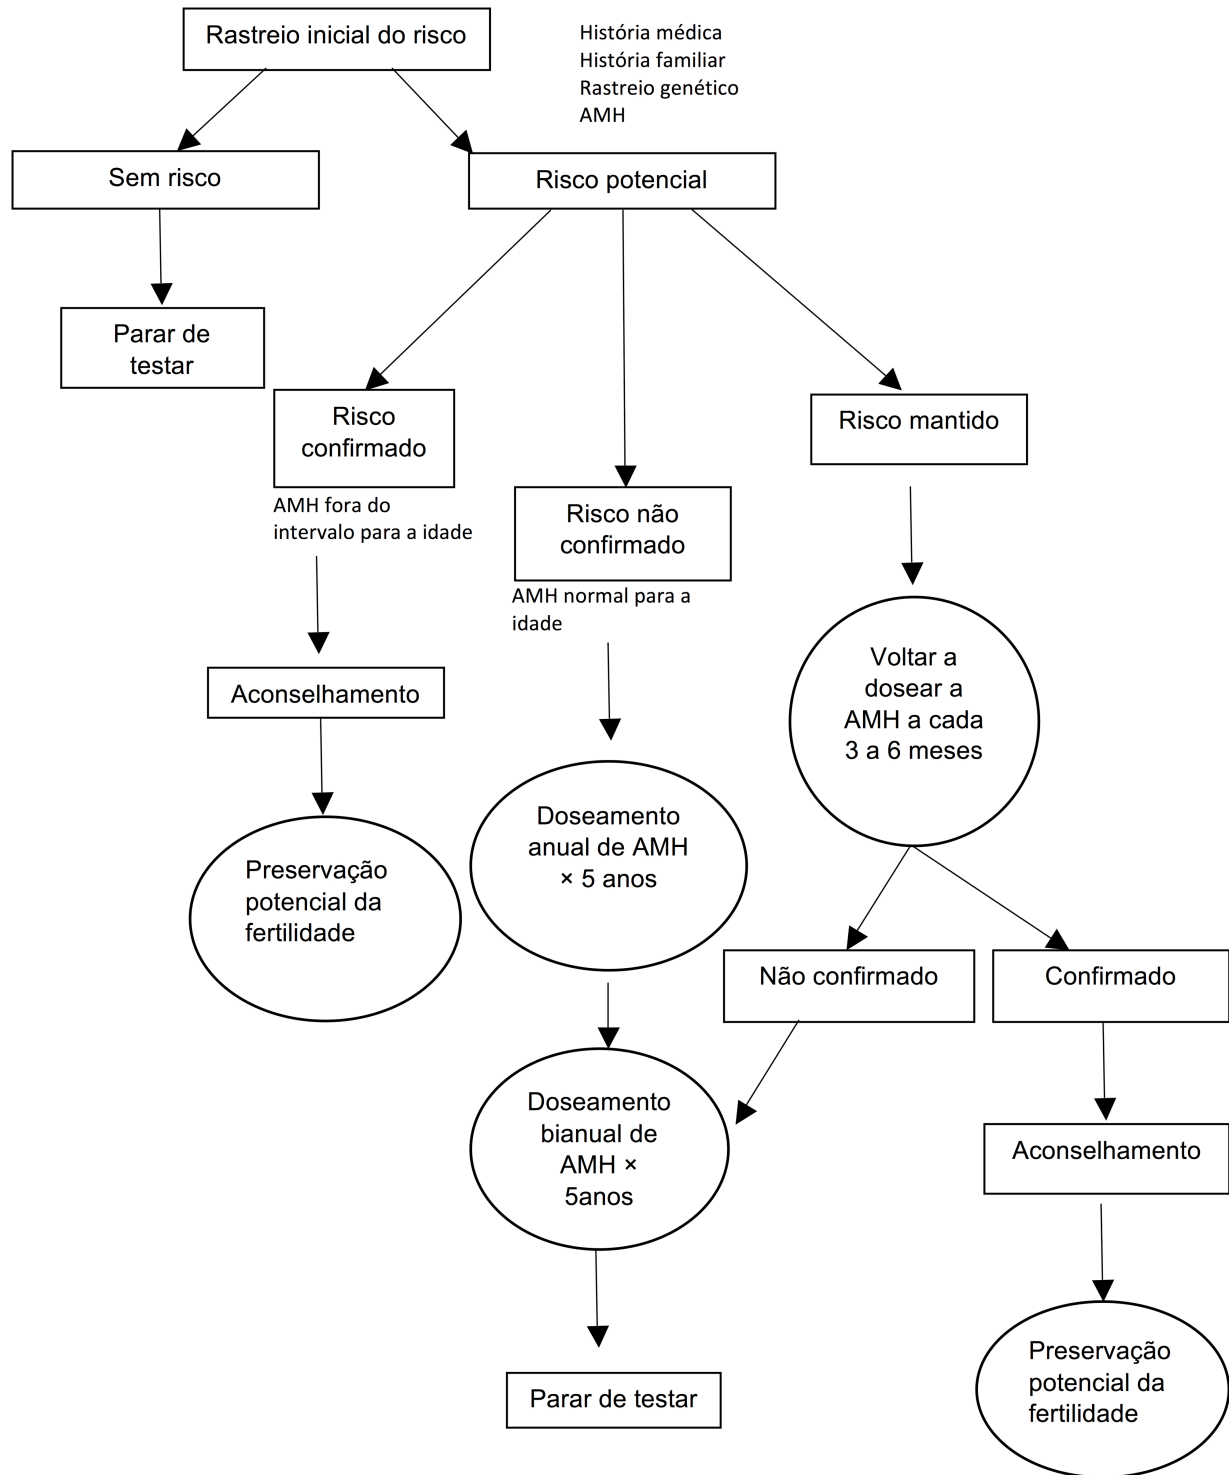 Rastreio inicial do risco
História médica
História familiar
Rastreio genético
AMH
Sem risco
Risco potencial
Parar de
testar
Risco
confirmado
Risco mantido
AMH fora do
intervalo para a idade
Risco não
confirmado
AMH normal para a
idade
Voltar a
dosear a
AMH a cada
3 a 6 meses
Aconselhamento
Doseamento
anual de AMH
× 5 anos
Preservação
potencial da
fertilidade
Não confirmado
Confirmado
Doseamento
bianual de
AMH ×
5anos
Aconselhamento
Parar de testar
Preservação
potencial da
fertilidade